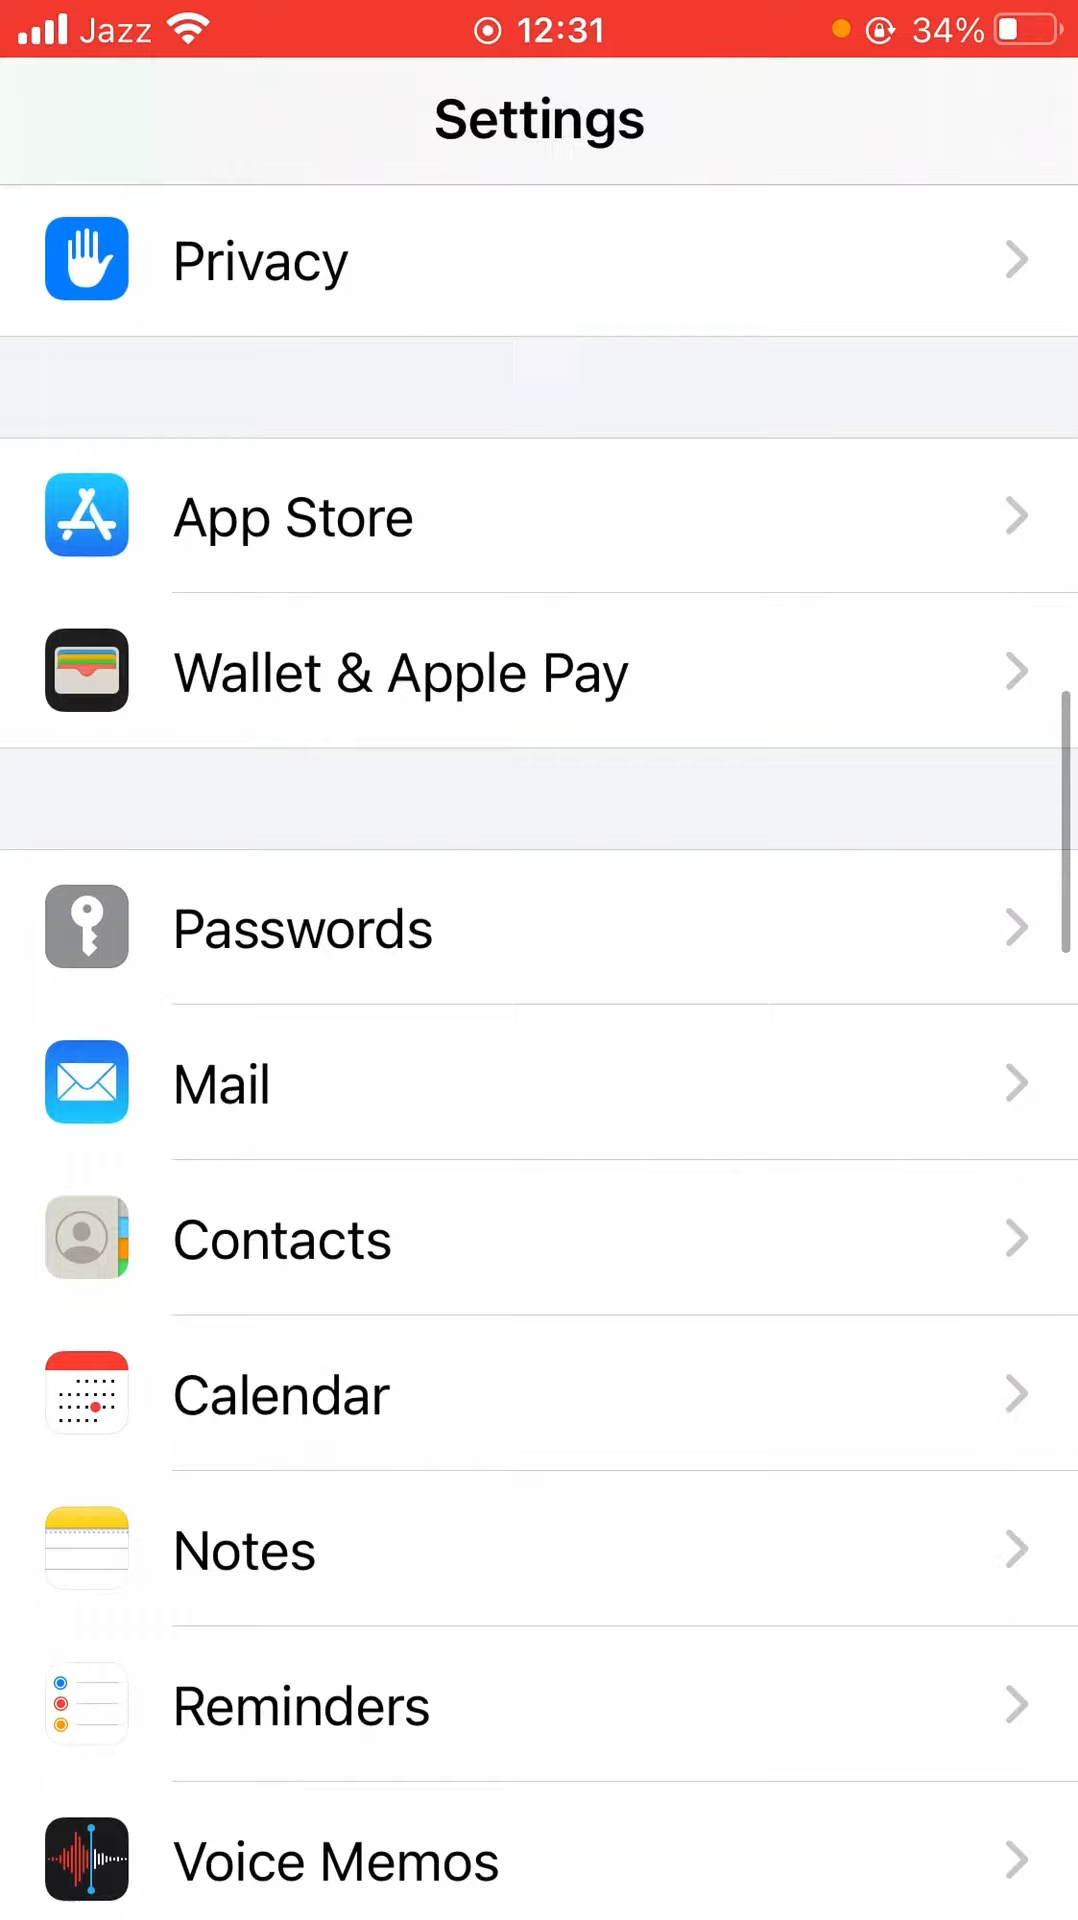 Jazz 12:31 34%
Settings
Privacy
App Store
Wallet & Apple Pay
Passwords
Mail
Contacts
Calendar
Notes
Reminders
Voice Memos